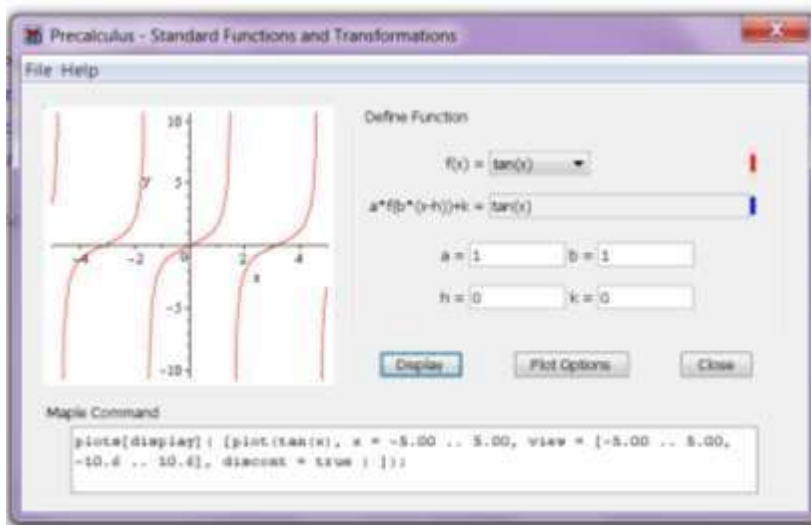 Precalculus - Standard Functions and Transformations
File Help
Define Function
f(x) = tan(x)
a*f(b*(x-h))+k = tan(x)
a = 1 b = 1
h = 0 k = 0
Display Plot Options Close
10
y
5
-4 -2 0 2 4
x
-5
-10
Maple Command
plots[display]( [plot(tan(x), x = -5.00 .. 5.00, view = [-5.00 .. 5.00,
-10.6 .. 10.6], discont = true ) ]);